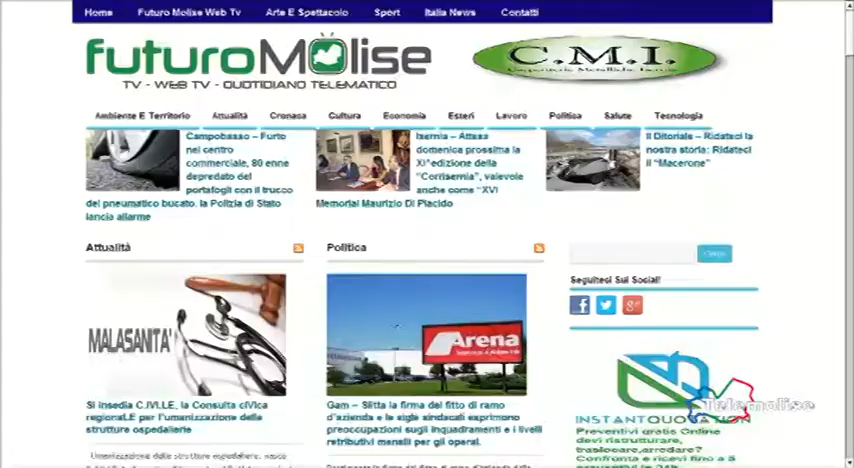 Home Futuro Molise Web Tv Arte E Spettacolo Sport Italia News Contatti
futuroMolise
TV - WEB TV - QUOTIDIANO TELEMATICO
C.M.I.
Ambiente E Territorio Attualità Cronaca Cultura Economia Esteri Lavoro Politica Salute Tecnologia
Campobasso – Furto
nel centro
commerciale, 80 enne
depredato del
portafogli con il trucco
del pneumatico bucato. la Polizia di Stato
lancia allarme
Isernia – Attesa
domenica prossima la
XI^edizione della
"Corrisernia", valevole
anche come "XVI
Memorial Maurizio Di Placido
Il Ditoriale – Ridateci la
nostra storia: Ridateci
il "Macerone"
Attualità
MALASANITA'
Si insedia C.IVI.LE, la Consulta ciVica
regionaLE per l'umanizzazione delle
strutture ospedaliere
Umanizzazione delle strutture ospedaliere, nasce
Politica
Arena
Gam – Slitta la firma del fitto di ramo
d'azienda e le sigle sindacali esprimono
preoccupazioni sugli inquadramenti e i livelli
retributivi mensili per gli operai.
Cerca
Seguiteci Sui Social!
Telemolise
INSTANTQUOTATION
Preventivi gratis Online
devi ristrutturare,
traslocare,arredare?
Confronta e ricevi fino a 5